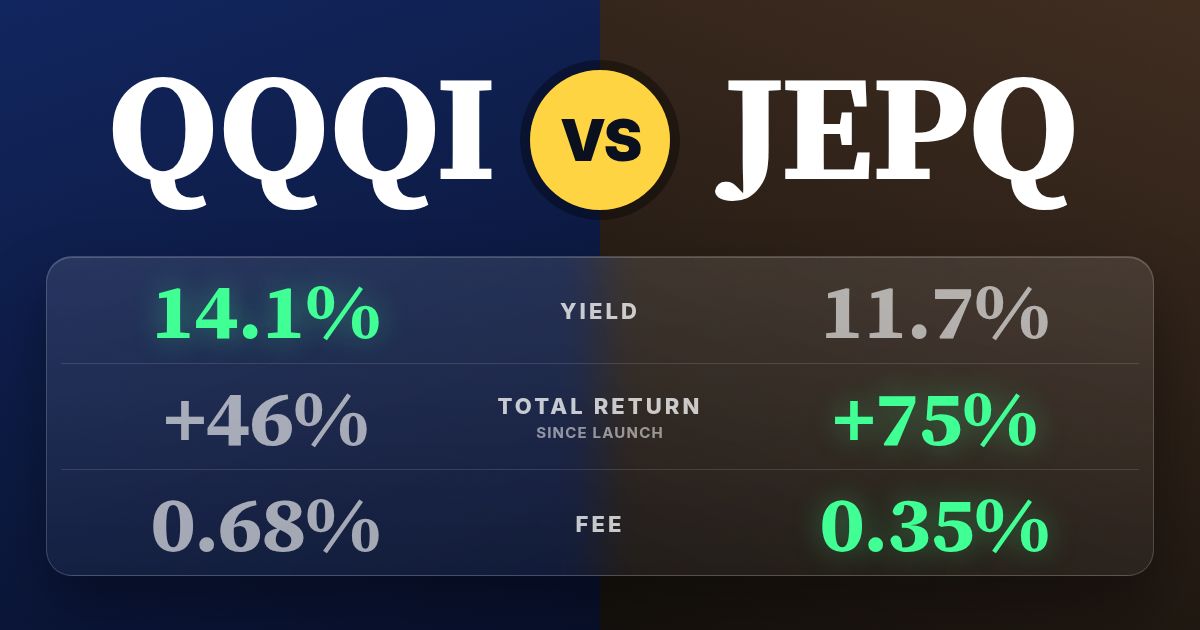 QQQI VS JEPQ
14.1% YIELD 11.7%
+46% TOTAL RETURN +75%
SINCE LAUNCH
0.68% FEE 0.35%